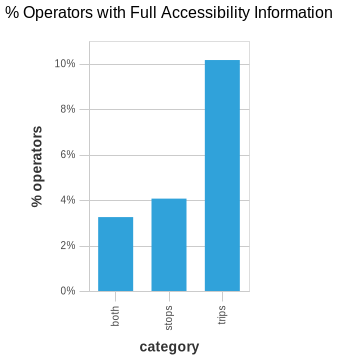 % Operators with Full Accessibility Information
10%
8%
6%
4%
2%
0%
% operators
both
stops
trips
category